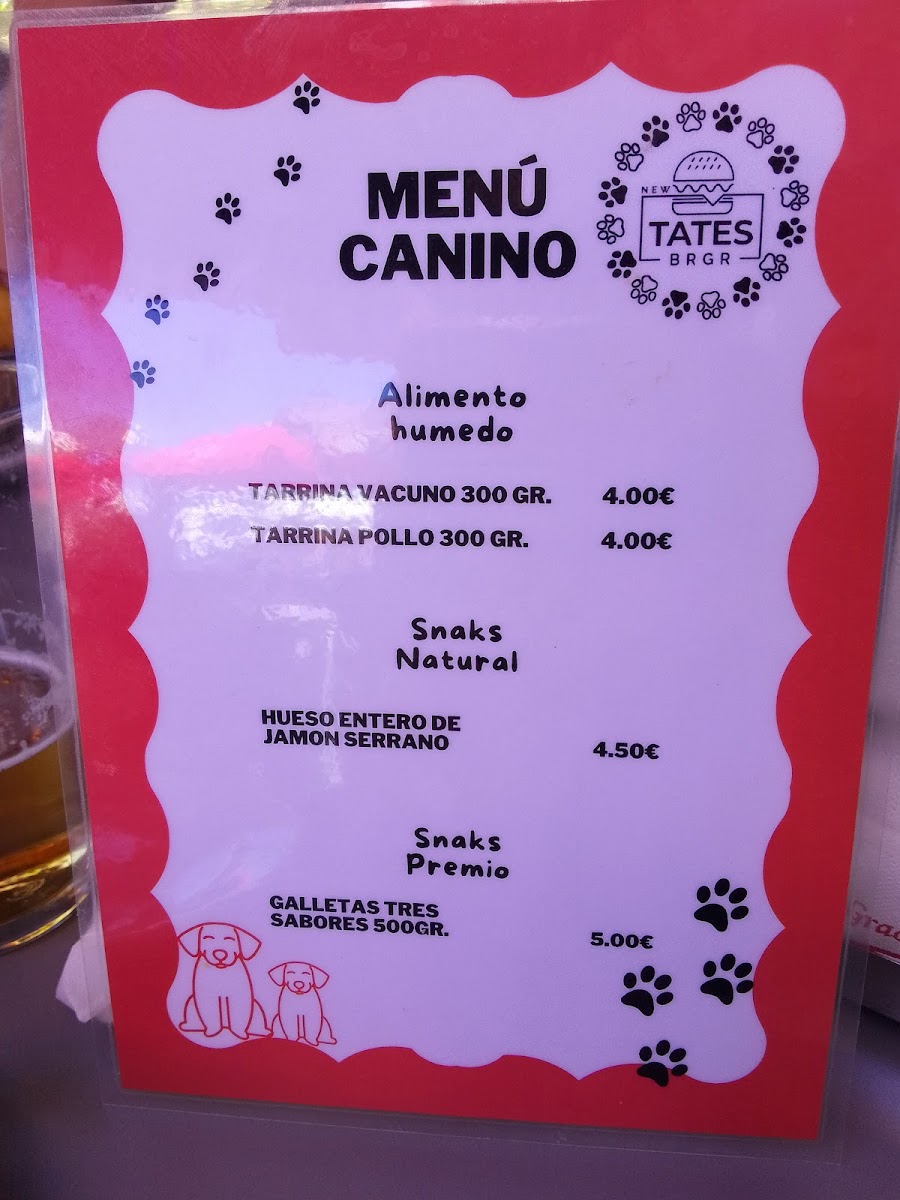 MENÚ
CANINO
NEW
TATES
BRGR
Alimento
humedo
TARRINA VACUNO 300 GR. 4.00€
TARRINA POLLO 300 GR. 4.00€
Snaks
Natural
HUESO ENTERO DE
JAMON SERRANO
4.50€
Snaks
Premio
GALLETAS TRES
SABORES 500GR.
5.00€